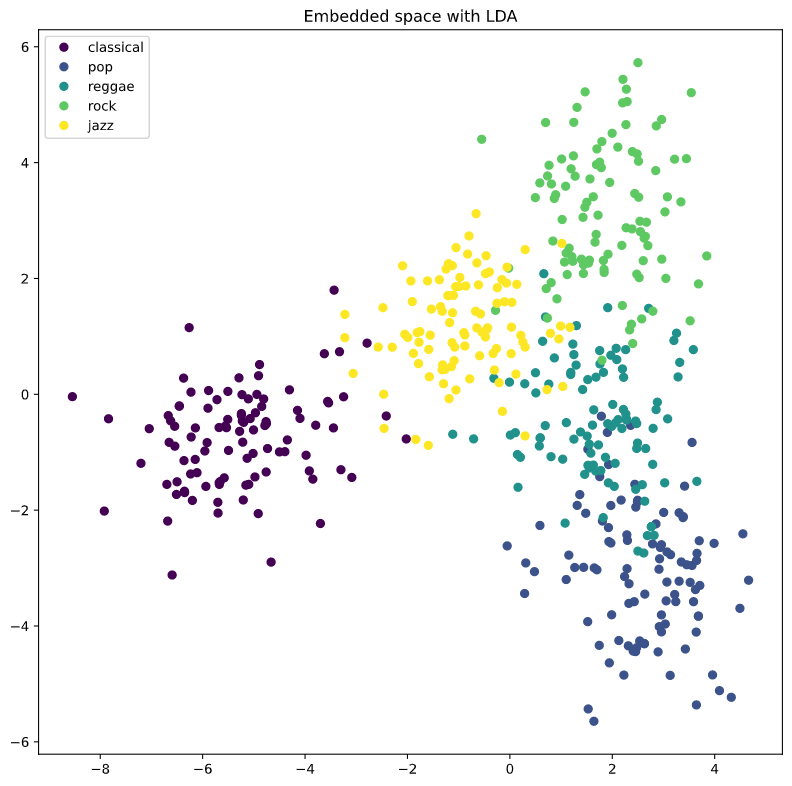 Embedded space with LDA
classical
pop
reggae
rock
jazz
6
4
2
0
−2
−4
−6
−8 −6 −4 −2 0 2 4